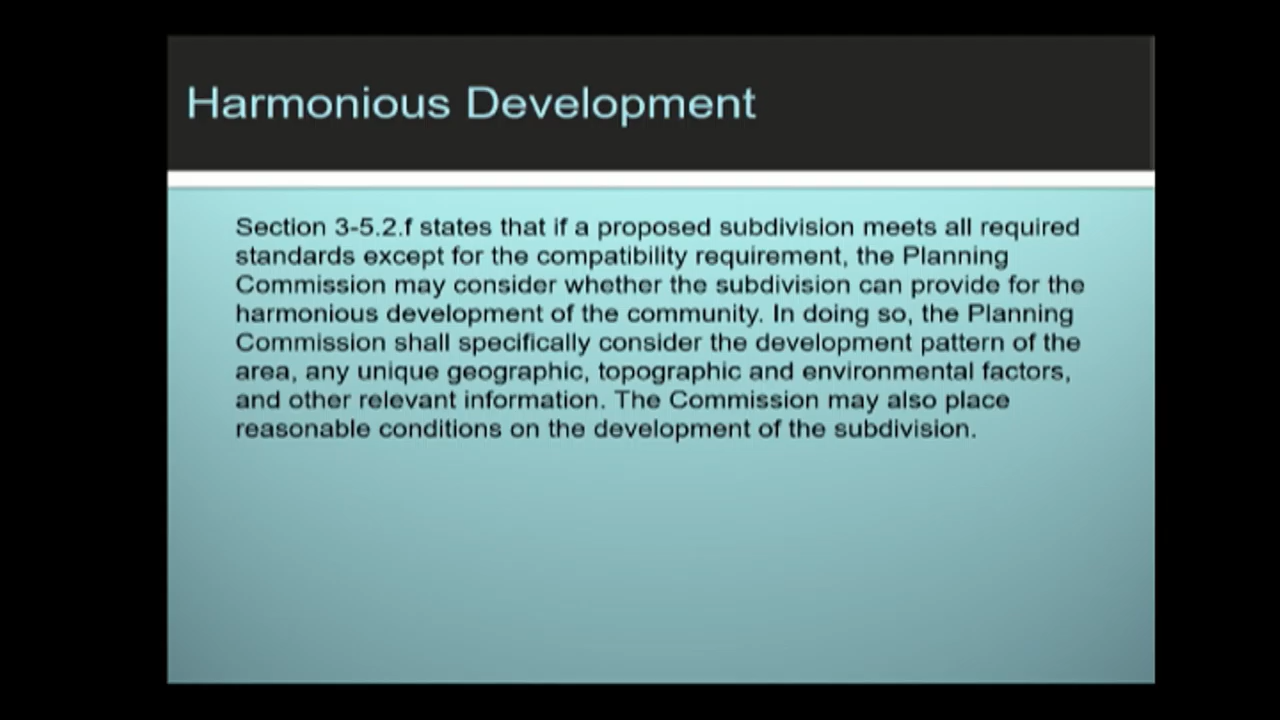 Harmonious Development
Section 3-5.2.f states that if a proposed subdivision meets all required
standards except for the compatibility requirement, the Planning
Commission may consider whether the subdivision can provide for the
harmonious development of the community. In doing so, the Planning
Commission shall specifically consider the development pattern of the
area, any unique geographic, topographic and environmental factors,
and other relevant information. The Commission may also place
reasonable conditions on the development of the subdivision.